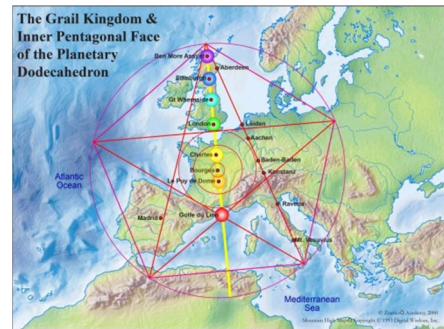 The Grail Kingdom &
Inner Pentagonal Face
of the Planetary
Dodecahedron
Ben More Assynt
Aberdeen
Edinburgh
Gt Whernside
London
Leiden
Aachen
Chartres
Baden-Baden
Bourges
Konstanz
Le Puy de Dome
Atlantic
Ocean
Ravenna
Madrid
Golfe du Lion
Mt. Vesuvius
Mediterranean
Sea